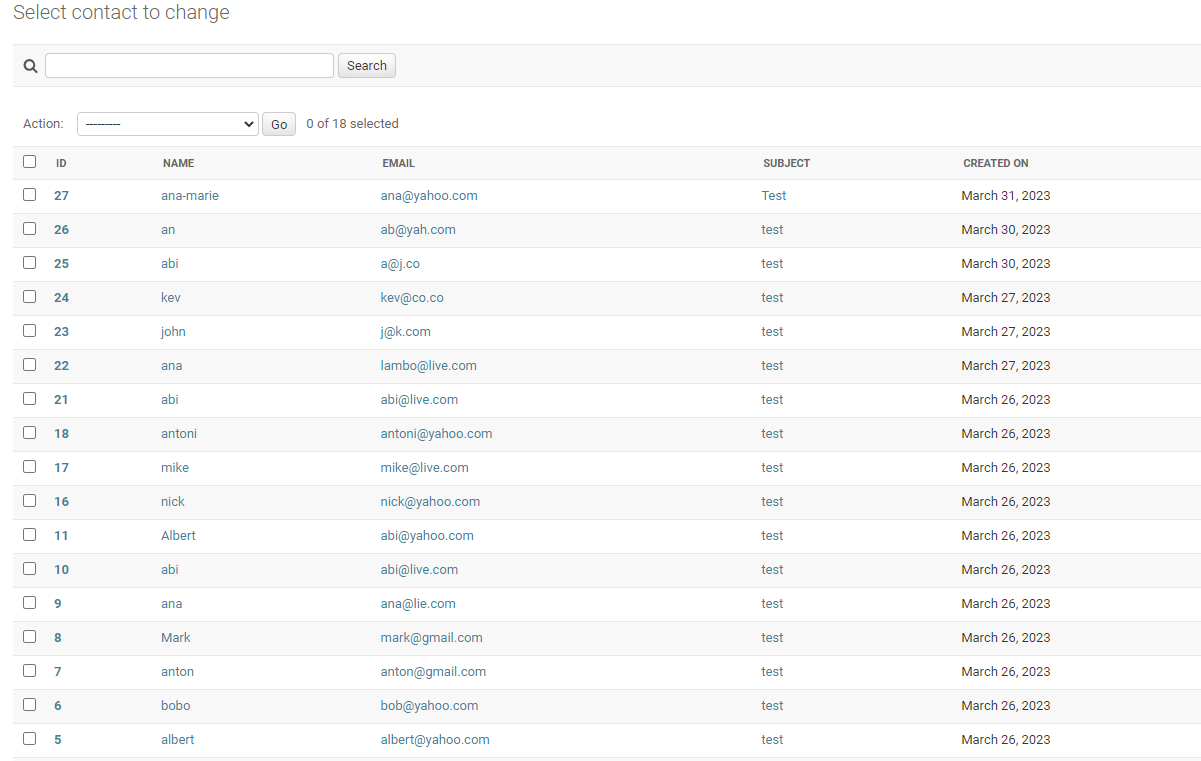 Select contact to change
Search
Action: --------- Go 0 of 18 selected
ID NAME EMAIL SUBJECT CREATED ON
27 ana-marie ana@yahoo.com Test March 31, 2023
26 an ab@yah.com test March 30, 2023
25 abi a@j.co test March 30, 2023
24 kev kev@co.co test March 27, 2023
23 john j@k.com test March 27, 2023
22 ana lambo@live.com test March 27, 2023
21 abi abi@live.com test March 26, 2023
18 antoni antoni@yahoo.com test March 26, 2023
17 mike mike@live.com test March 26, 2023
16 nick nick@yahoo.com test March 26, 2023
11 Albert abi@yahoo.com test March 26, 2023
10 abi abi@live.com test March 26, 2023
9 ana ana@lie.com test March 26, 2023
8 Mark mark@gmail.com test March 26, 2023
7 anton anton@gmail.com test March 26, 2023
6 bobo bob@yahoo.com test March 26, 2023
5 albert albert@yahoo.com test March 26, 2023